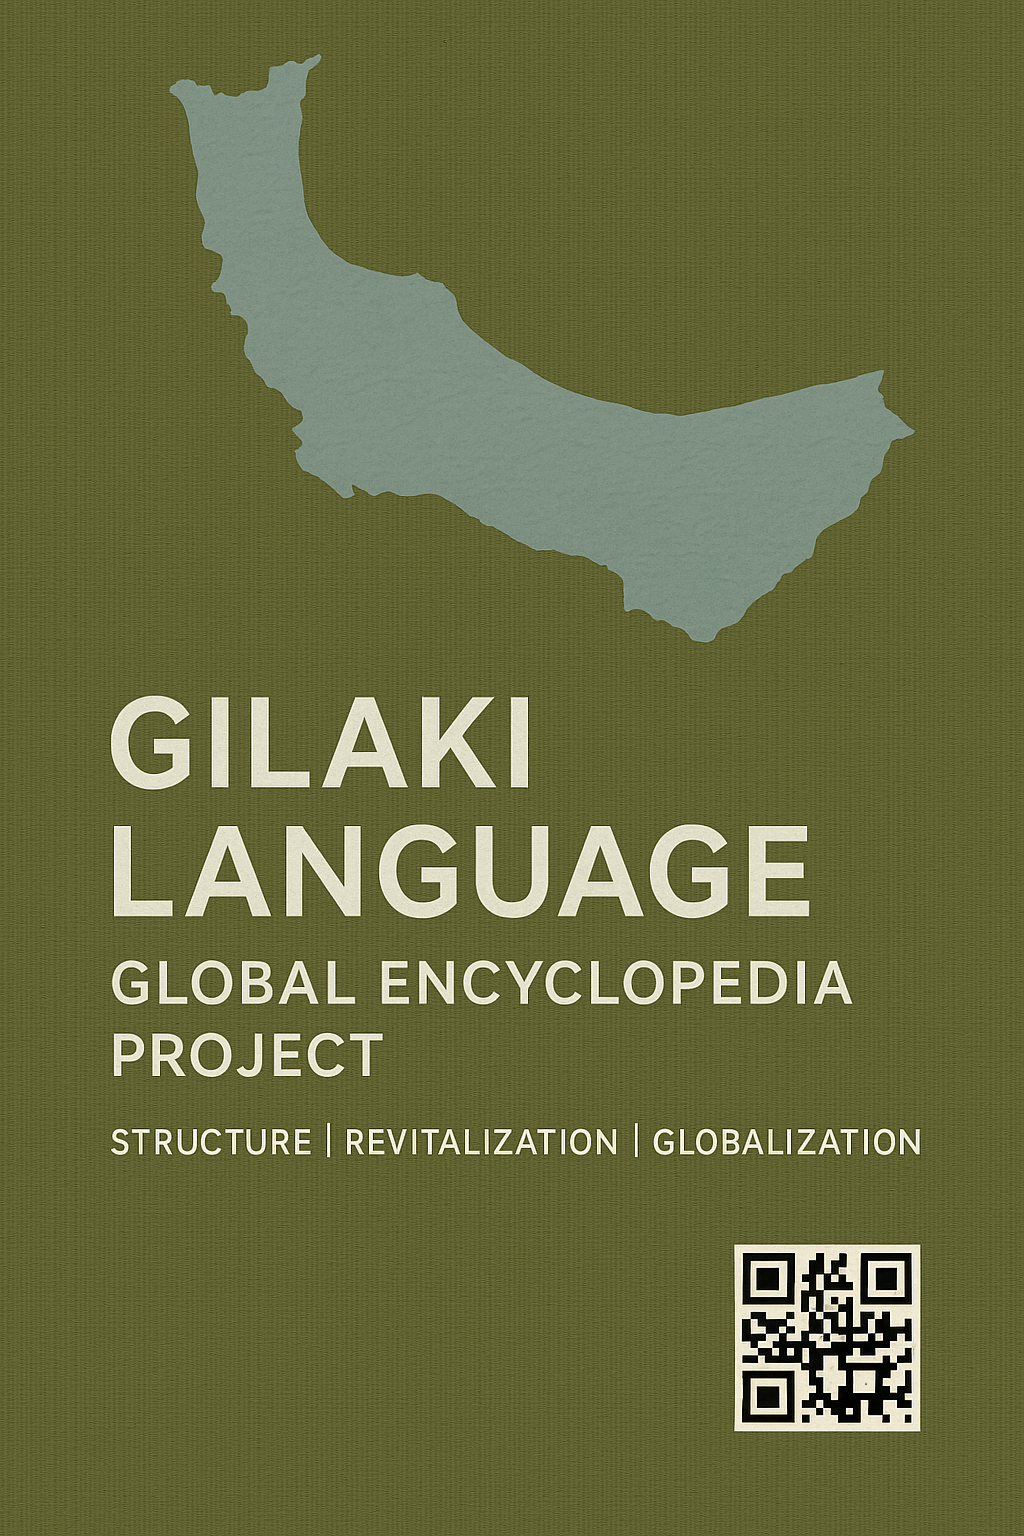 GILAKI
LANGUAGE
GLOBAL ENCYCLOPEDIA
PROJECT
STRUCTURE | REVITALIZATION | GLOBALIZATION